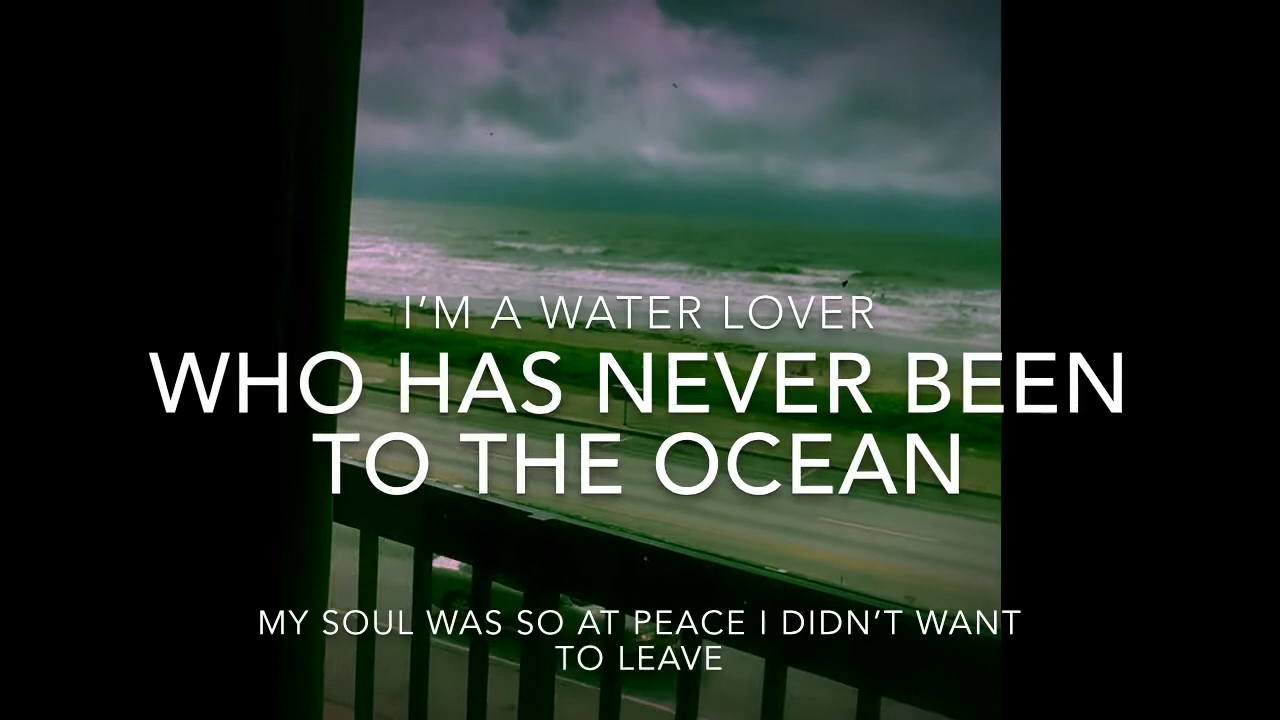 I’M A WATER LOVER
WHO HAS NEVER BEEN
TO THE OCEAN
MY SOUL WAS SO AT PEACE I DIDN’T WANT
TO LEAVE